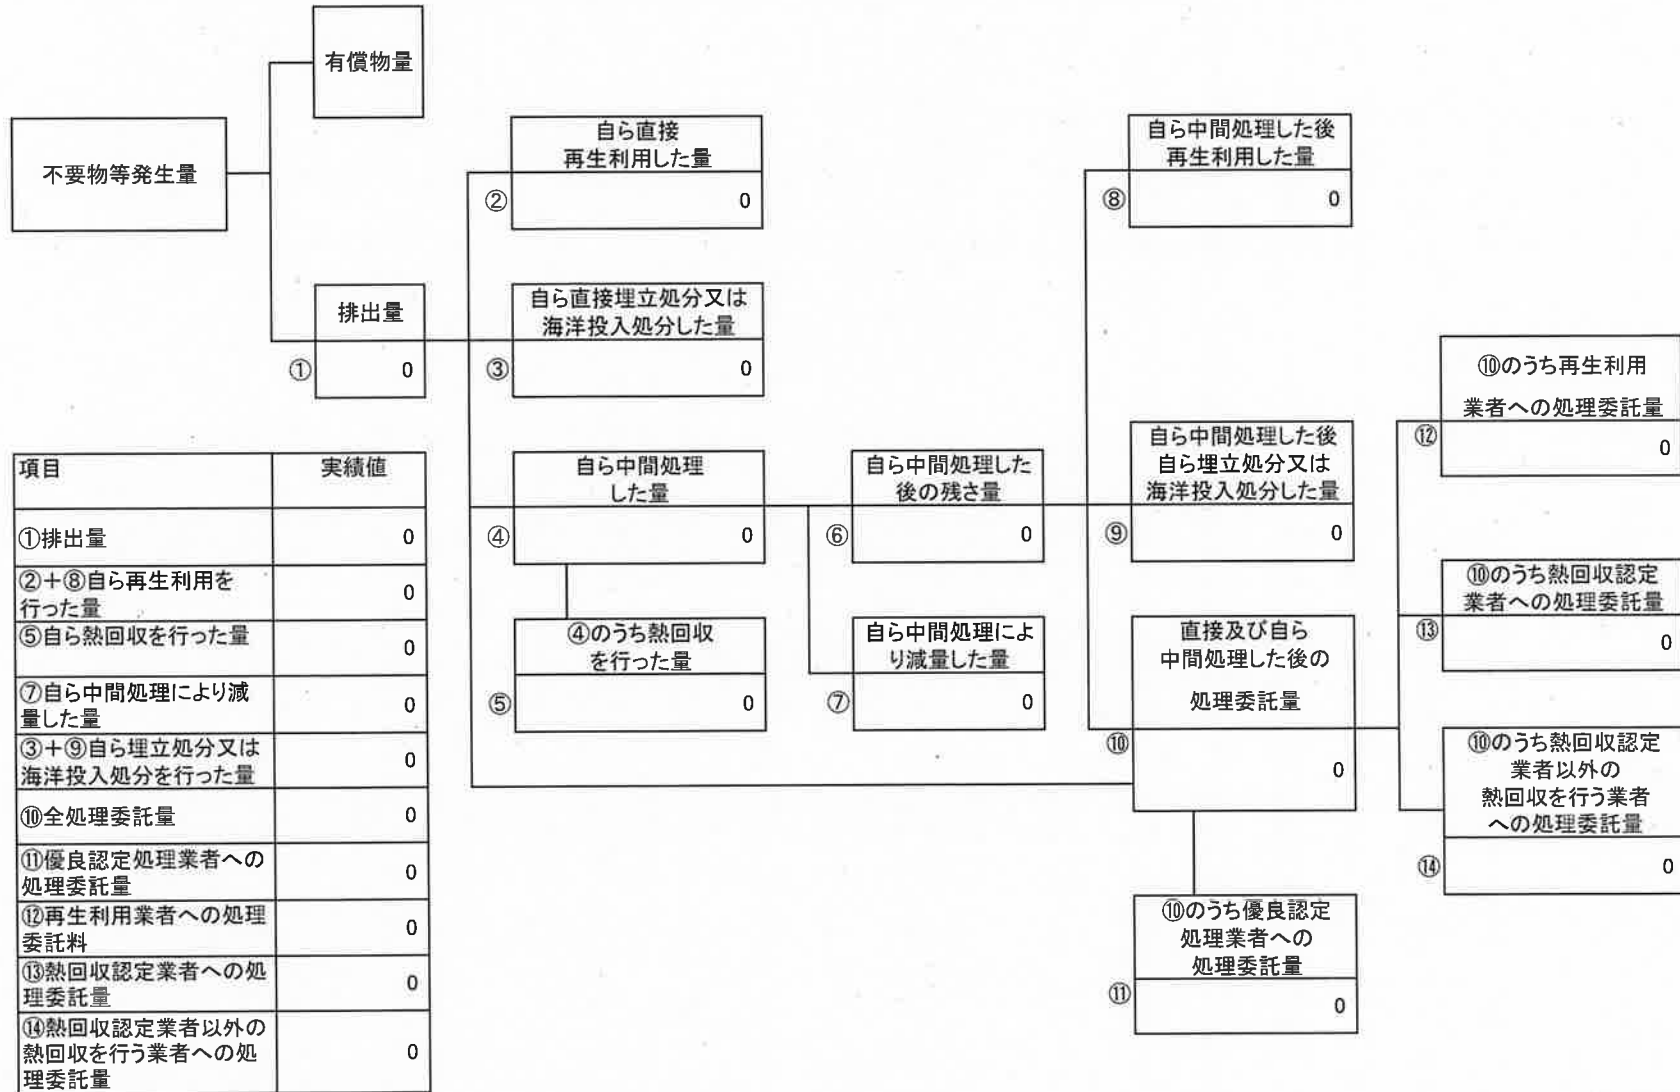 有償物量
不要物等発生量
自ら直接
再生利用した量
②
0
自ら中間処理した後
再生利用した量
⑧
0
排出量
①
0
自ら直接埋立処分又は
海洋投入処分した量
③
0
⑩のうち再生利用
業者への処理委託量
⑫
0
自ら中間処理
した量
④
0
自ら中間処理した
後の残さ量
⑥
0
自ら中間処理した後
自ら埋立処分又は
海洋投入処分した量
⑨
0
⑩のうち熱回収認定
業者への処理委託量
⑬
0
④のうち熱回収
を行った量
⑤
0
自ら中間処理によ
り減量した量
⑦
0
直接及び自ら
中間処理した後の
処理委託量
⑩
0
⑩のうち熱回収認定
業者以外の
熱回収を行う業者
への処理委託量
⑭
0
⑩のうち優良認定
処理業者への
処理委託量
⑪
0
項目 実績値
①排出量 0
②＋⑧自ら再生利用を
行った量 0
⑤自ら熱回収を行った量 0
⑦自ら中間処理により減
量した量 0
③＋⑨自ら埋立処分又は
海洋投入処分を行った量 0
⑩全処理委託量 0
⑪優良認定処理業者への
処理委託量 0
⑫再生利用業者への処理
委託料 0
⑬熱回収認定業者への処
理委託量 0
⑭熱回収認定業者以外の
熱回収を行う業者への処
理委託量 0